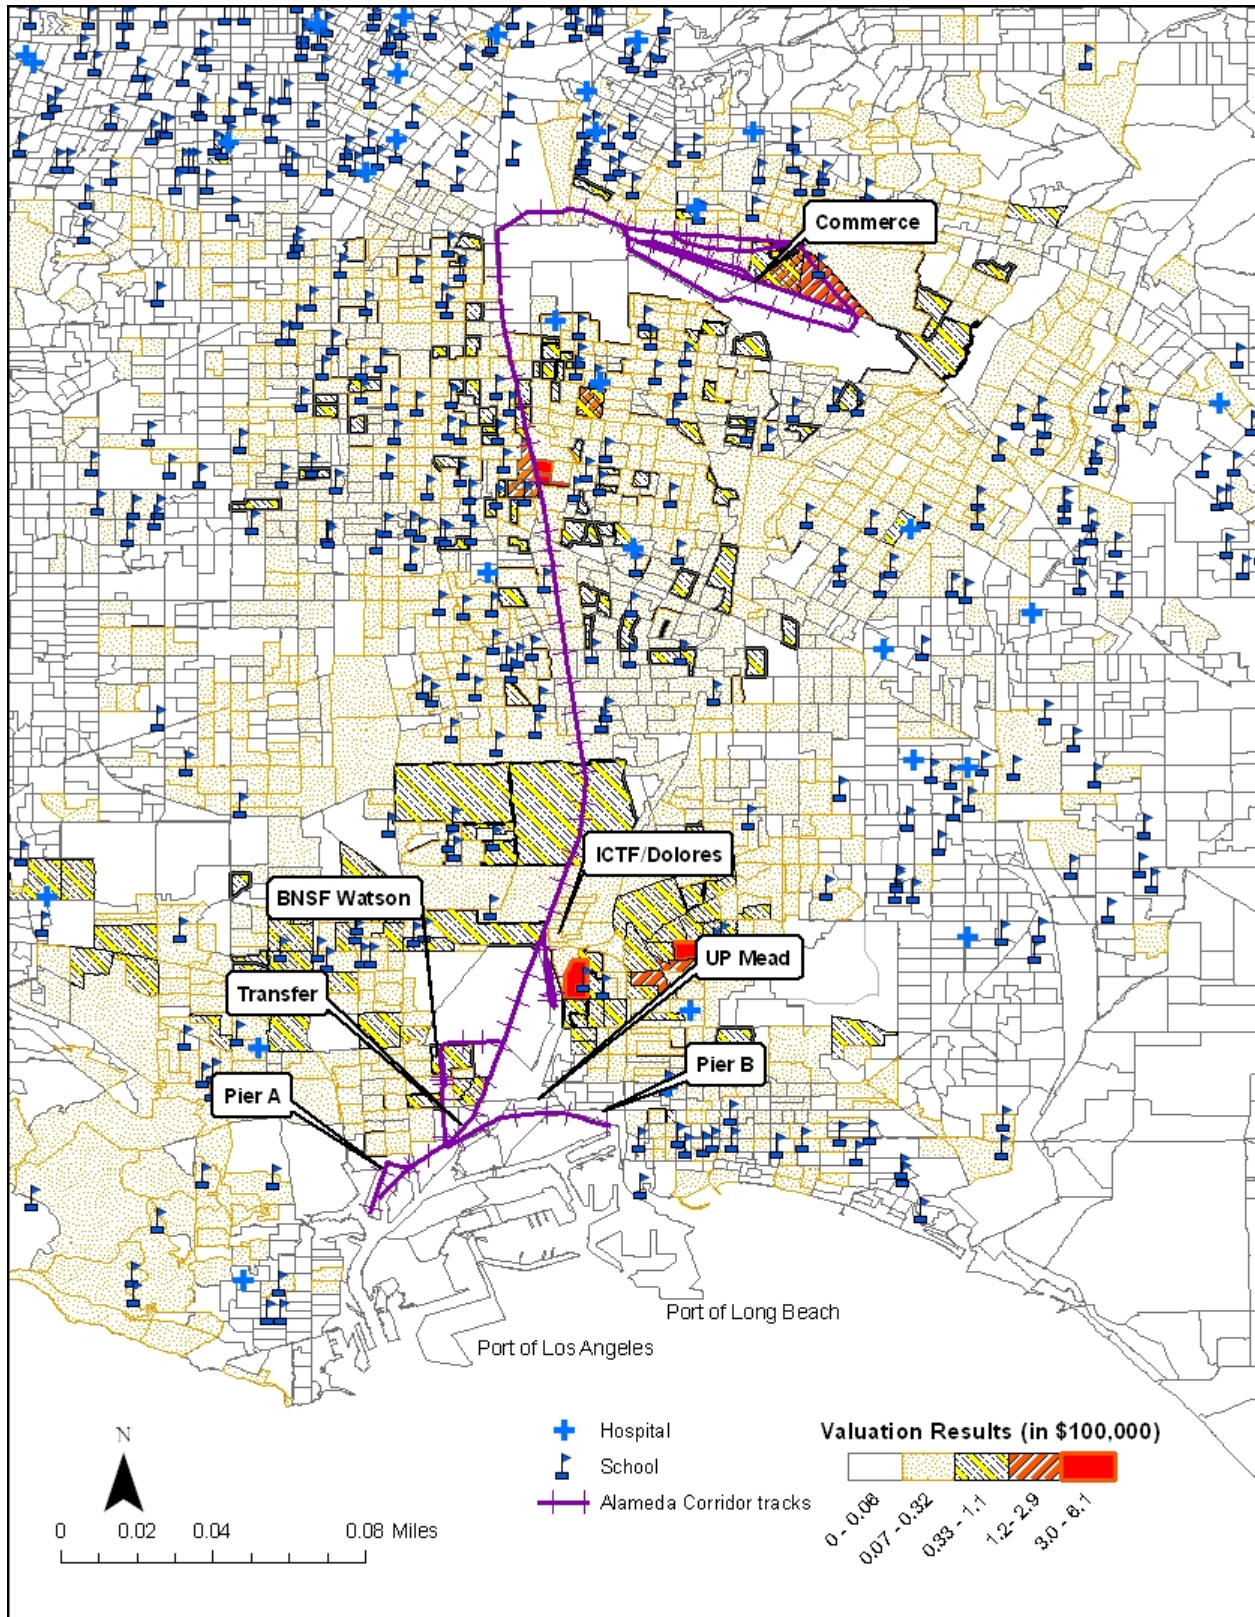 Commerce
ICTF/Dolores
BNSF Watson
UP Mead
Transfer
Pier B
Pier A
Port of Long Beach
Port of Los Angeles
N
Hospital
School
Alameda Corridor tracks
0 0.02 0.04 0.08 Miles
Valuation Results (in $100,000)
0 - 0.06
0.07 - 0.32
0.33 - 1.1
1.2 - 2.9
3.0 - 6.1